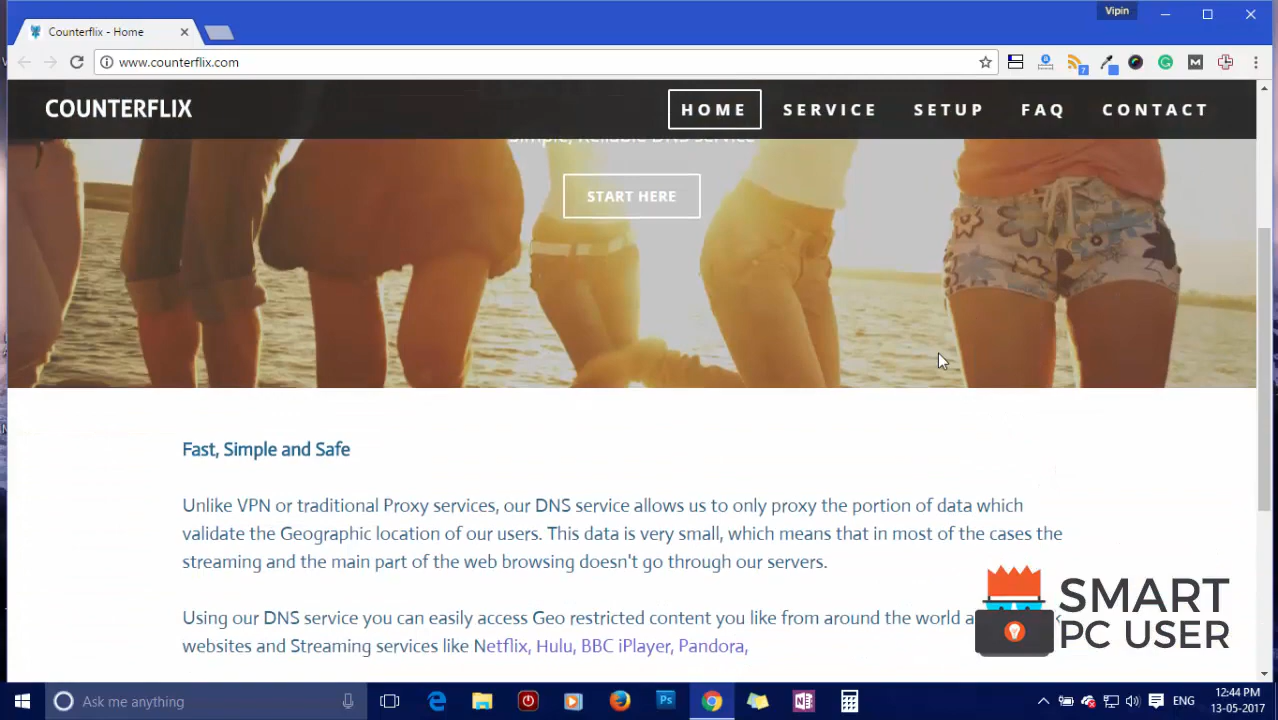 Vipin
Counterflix - Home
www.counterflix.com
7
COUNTERFLIX
HOME
SERVICE
SETUP
FAQ
CONTACT
Simple, Reliable DNS service
START HERE
Fast, Simple and Safe
Unlike VPN or traditional Proxy services, our DNS service allows us to only proxy the portion of data which
validate the Geographic location of our users. This data is very small, which means that in most of the cases the
streaming and the main part of the web browsing doesn't go through our servers.
Using our DNS service you can easily access Geo restricted content you like from around the world
websites and Streaming services like Netflix, Hulu, BBC iPlayer, Pandora,
SMART
PC USER
Ask me anything
Ps
ENG
12:44 PM
13-05-2017